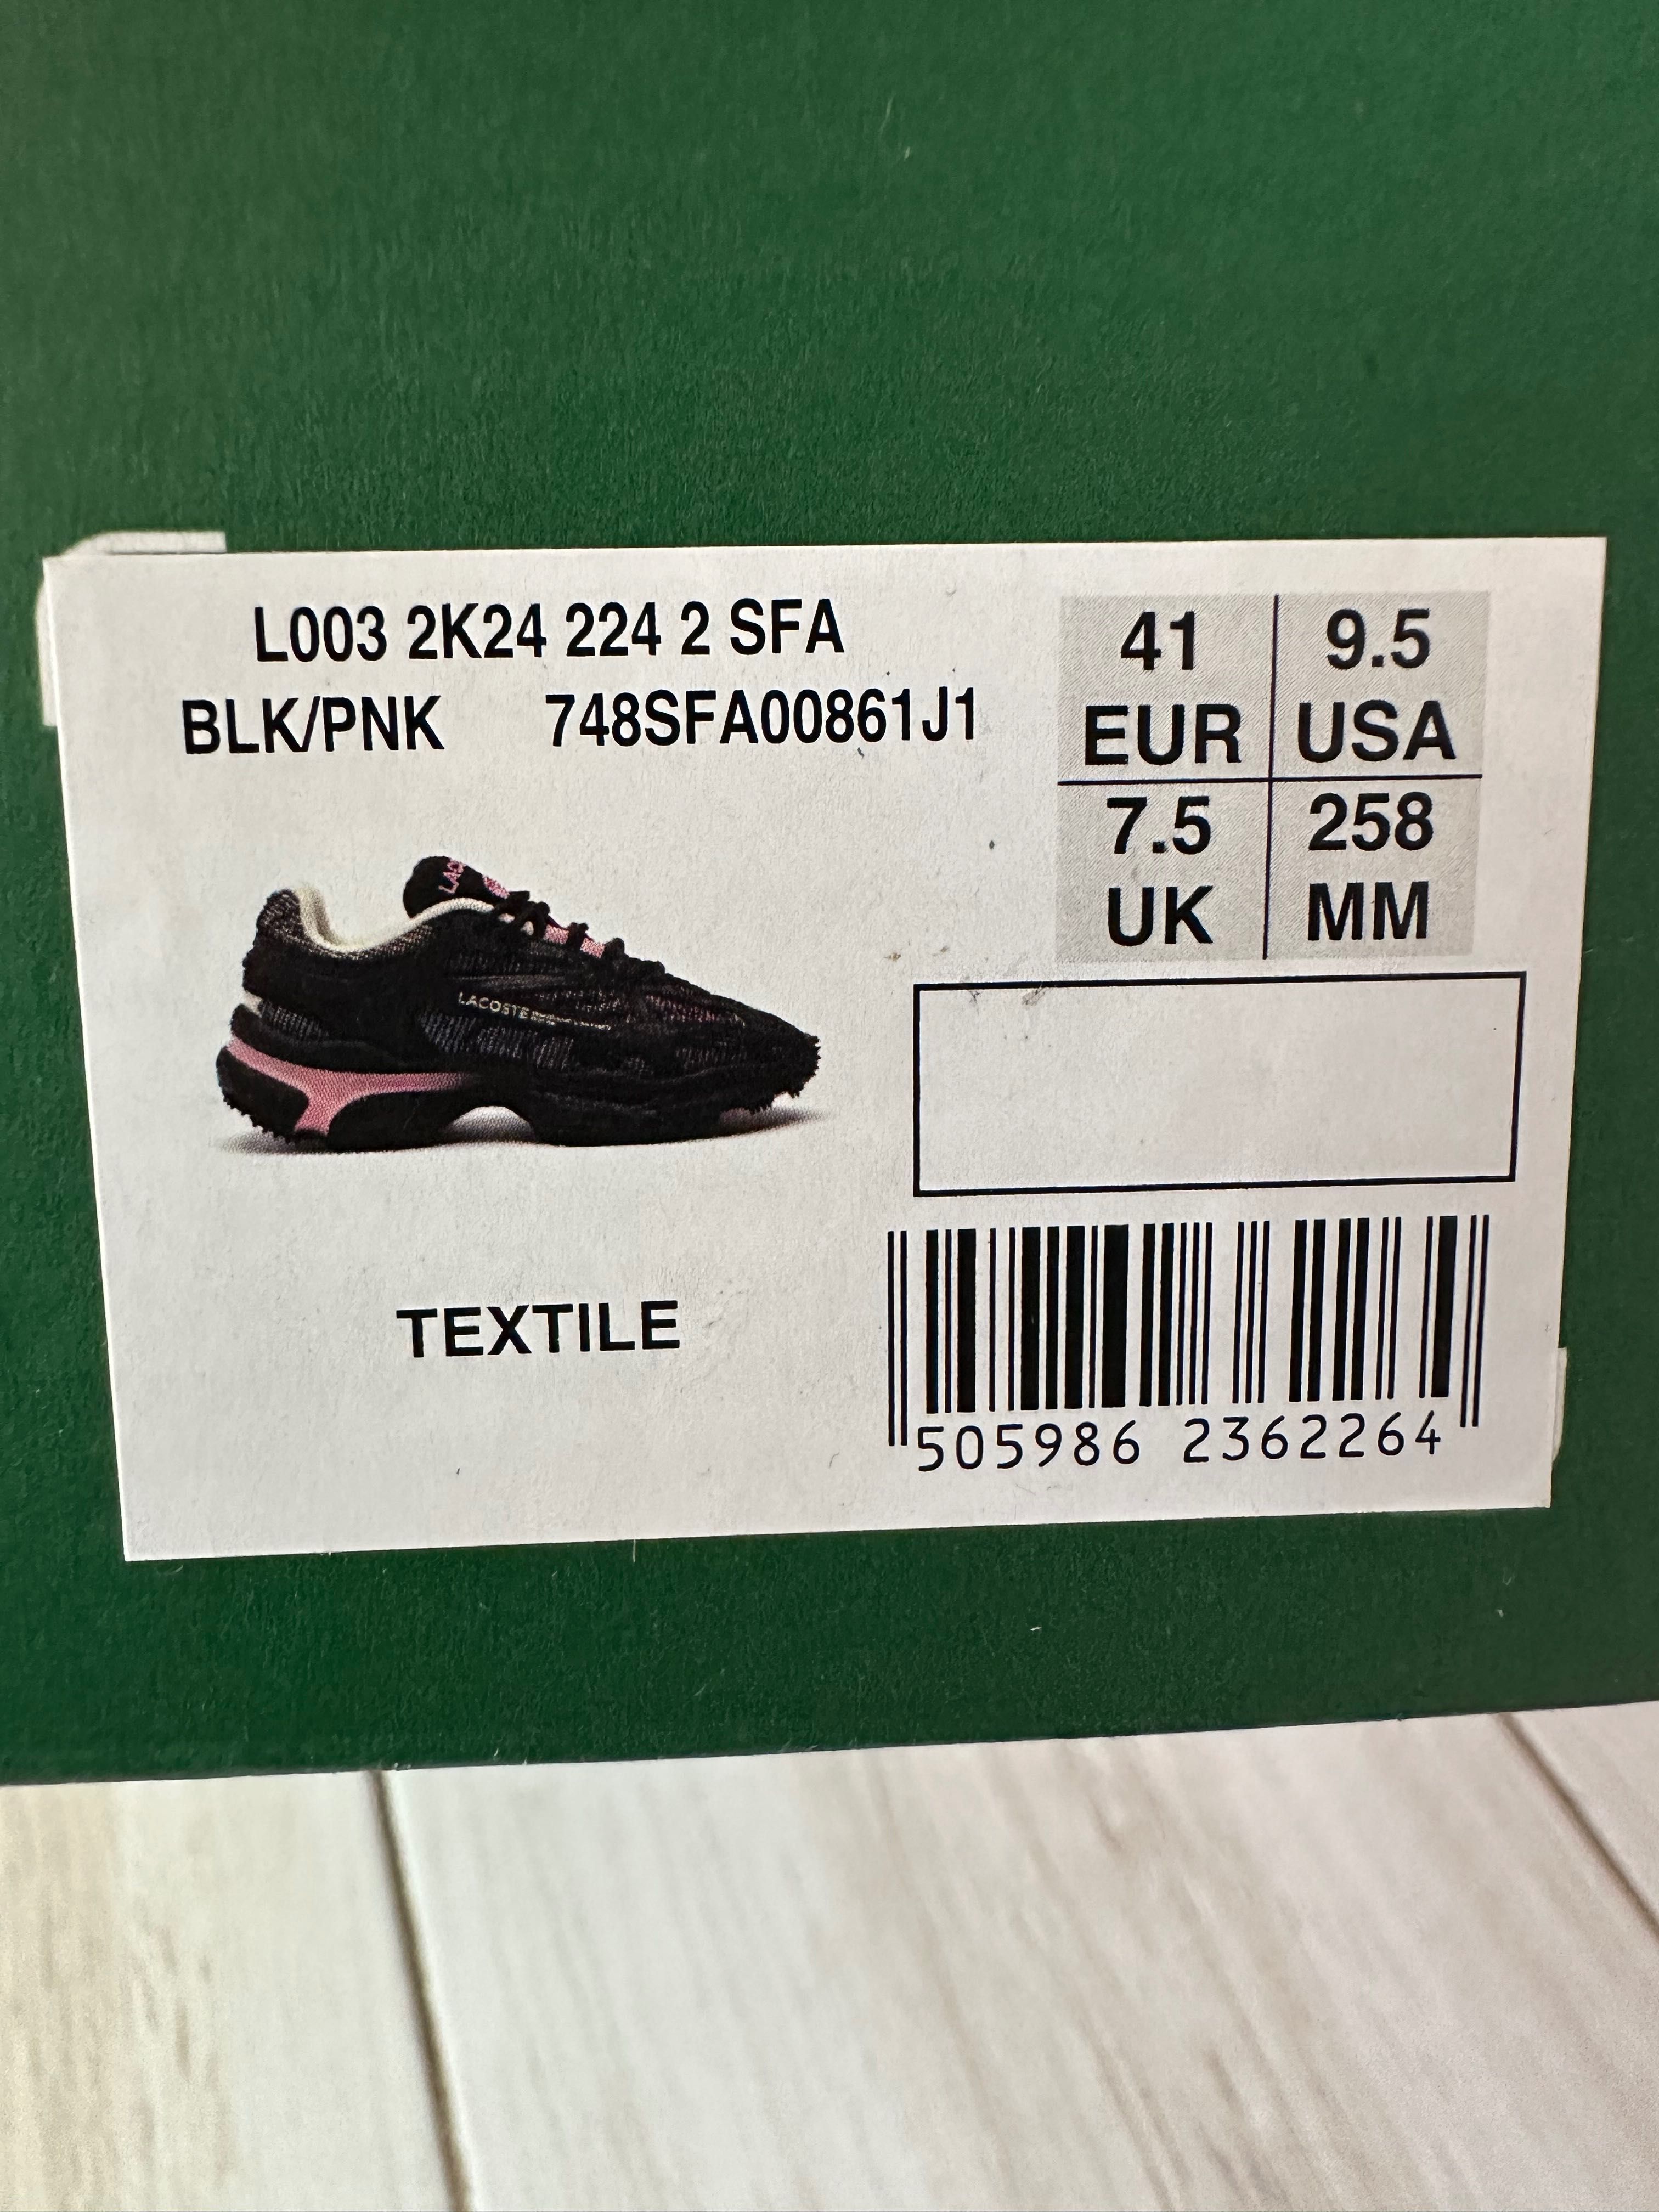 L003 2K24 224 2 SFA
BLK/PNK 748SFA00861J1
41 EUR
9.5 USA
7.5 UK
258 MM
LACOSTE
TEXTILE
505986 2362264